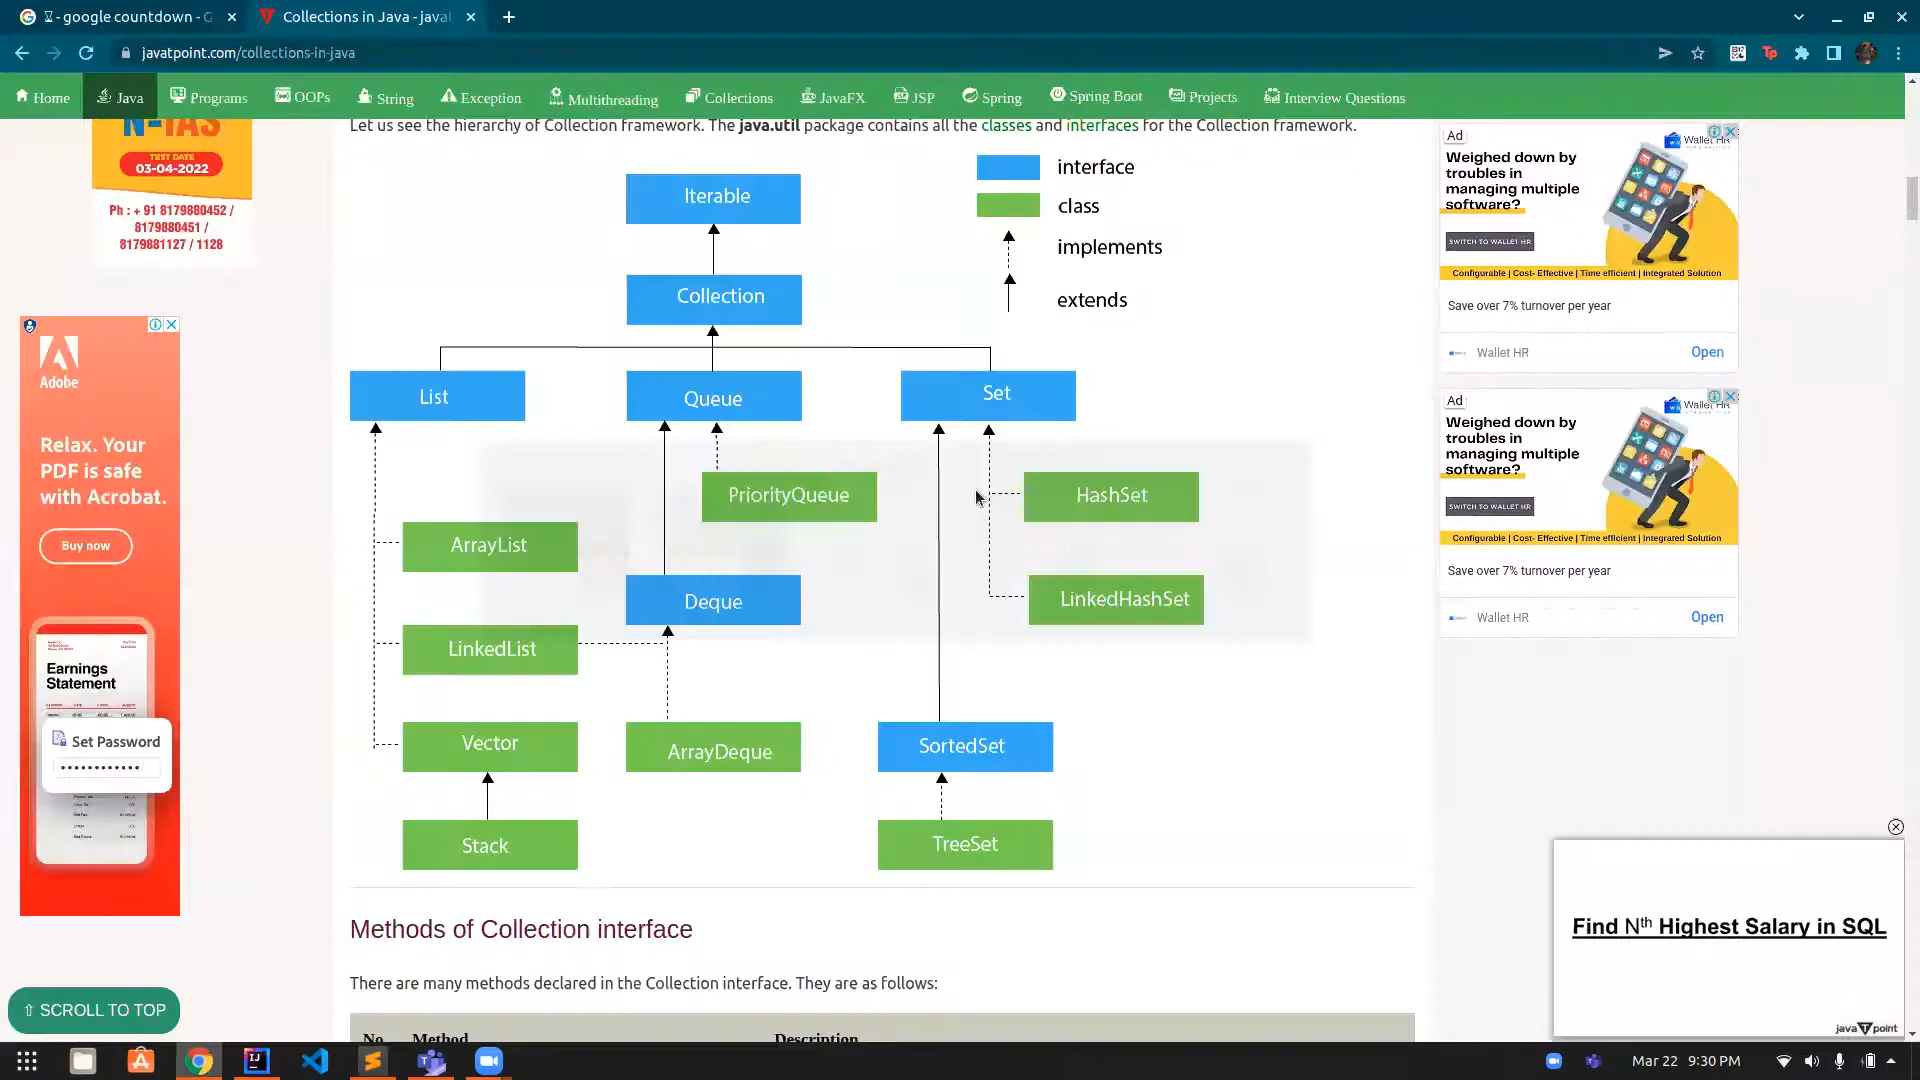 - google countdown - G
Collections in Java - javat
javatpoint.com/collections-in-java
Home
Java
Programs
OOPs
String
Exception
Multithreading
Collections
JavaFX
JSP
Spring
Spring Boot
Projects
Interview Questions
Let us see the hierarchy of Collection framework. The java.util package contains all the classes and interfaces for the Collection framework.
interface
class
implements
extends
Iterable
Collection
List
Queue
Set
PriorityQueue
HashSet
ArrayList
Deque
LinkedHashSet
LinkedList
Vector
ArrayDeque
SortedSet
Stack
TreeSet
Methods of Collection interface
There are many methods declared in the Collection interface. They are as follows:
No.
Method
Description
TEST DATE
03-04-2022
Ph : + 91 8179880452 /
8179880451 /
8179881127 / 1128
Adobe
Relax. Your
PDF is safe
with Acrobat.
Buy now
Earnings
Statement
Set Password
SCROLL TO TOP
Ad
Wallet HR
Weighed down by
troubles in
managing multiple
software?
SWITCH TO WALLET HR
Configurable | Cost- Effective | Time efficient | Integrated Solution
Save over 7% turnover per year
Wallet HR
Open
Ad
Wallet HR
Weighed down by
troubles in
managing multiple
software?
SWITCH TO WALLET HR
Configurable | Cost- Effective | Time efficient | Integrated Solution
Save over 7% turnover per year
Wallet HR
Open
Find Nth Highest Salary in SQL
java T point
Mar 22 9:30 PM